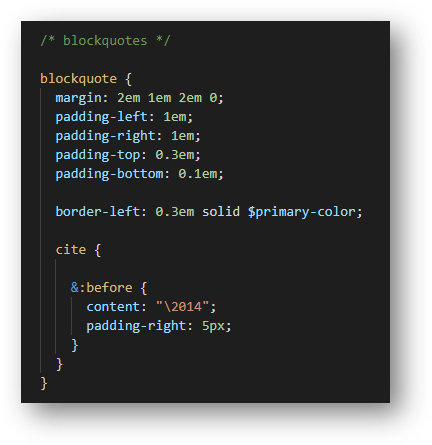 /* blockquotes */
blockquote {
margin: 2em 1em 2em 0;
padding-left: 1em;
padding-right: 1em;
padding-top: 0.3em;
padding-bottom: 0.1em;
border-left: 0.3em solid $primary-color;
cite {
&:before {
content: "\2014";
padding-right: 5px;
}
}
}